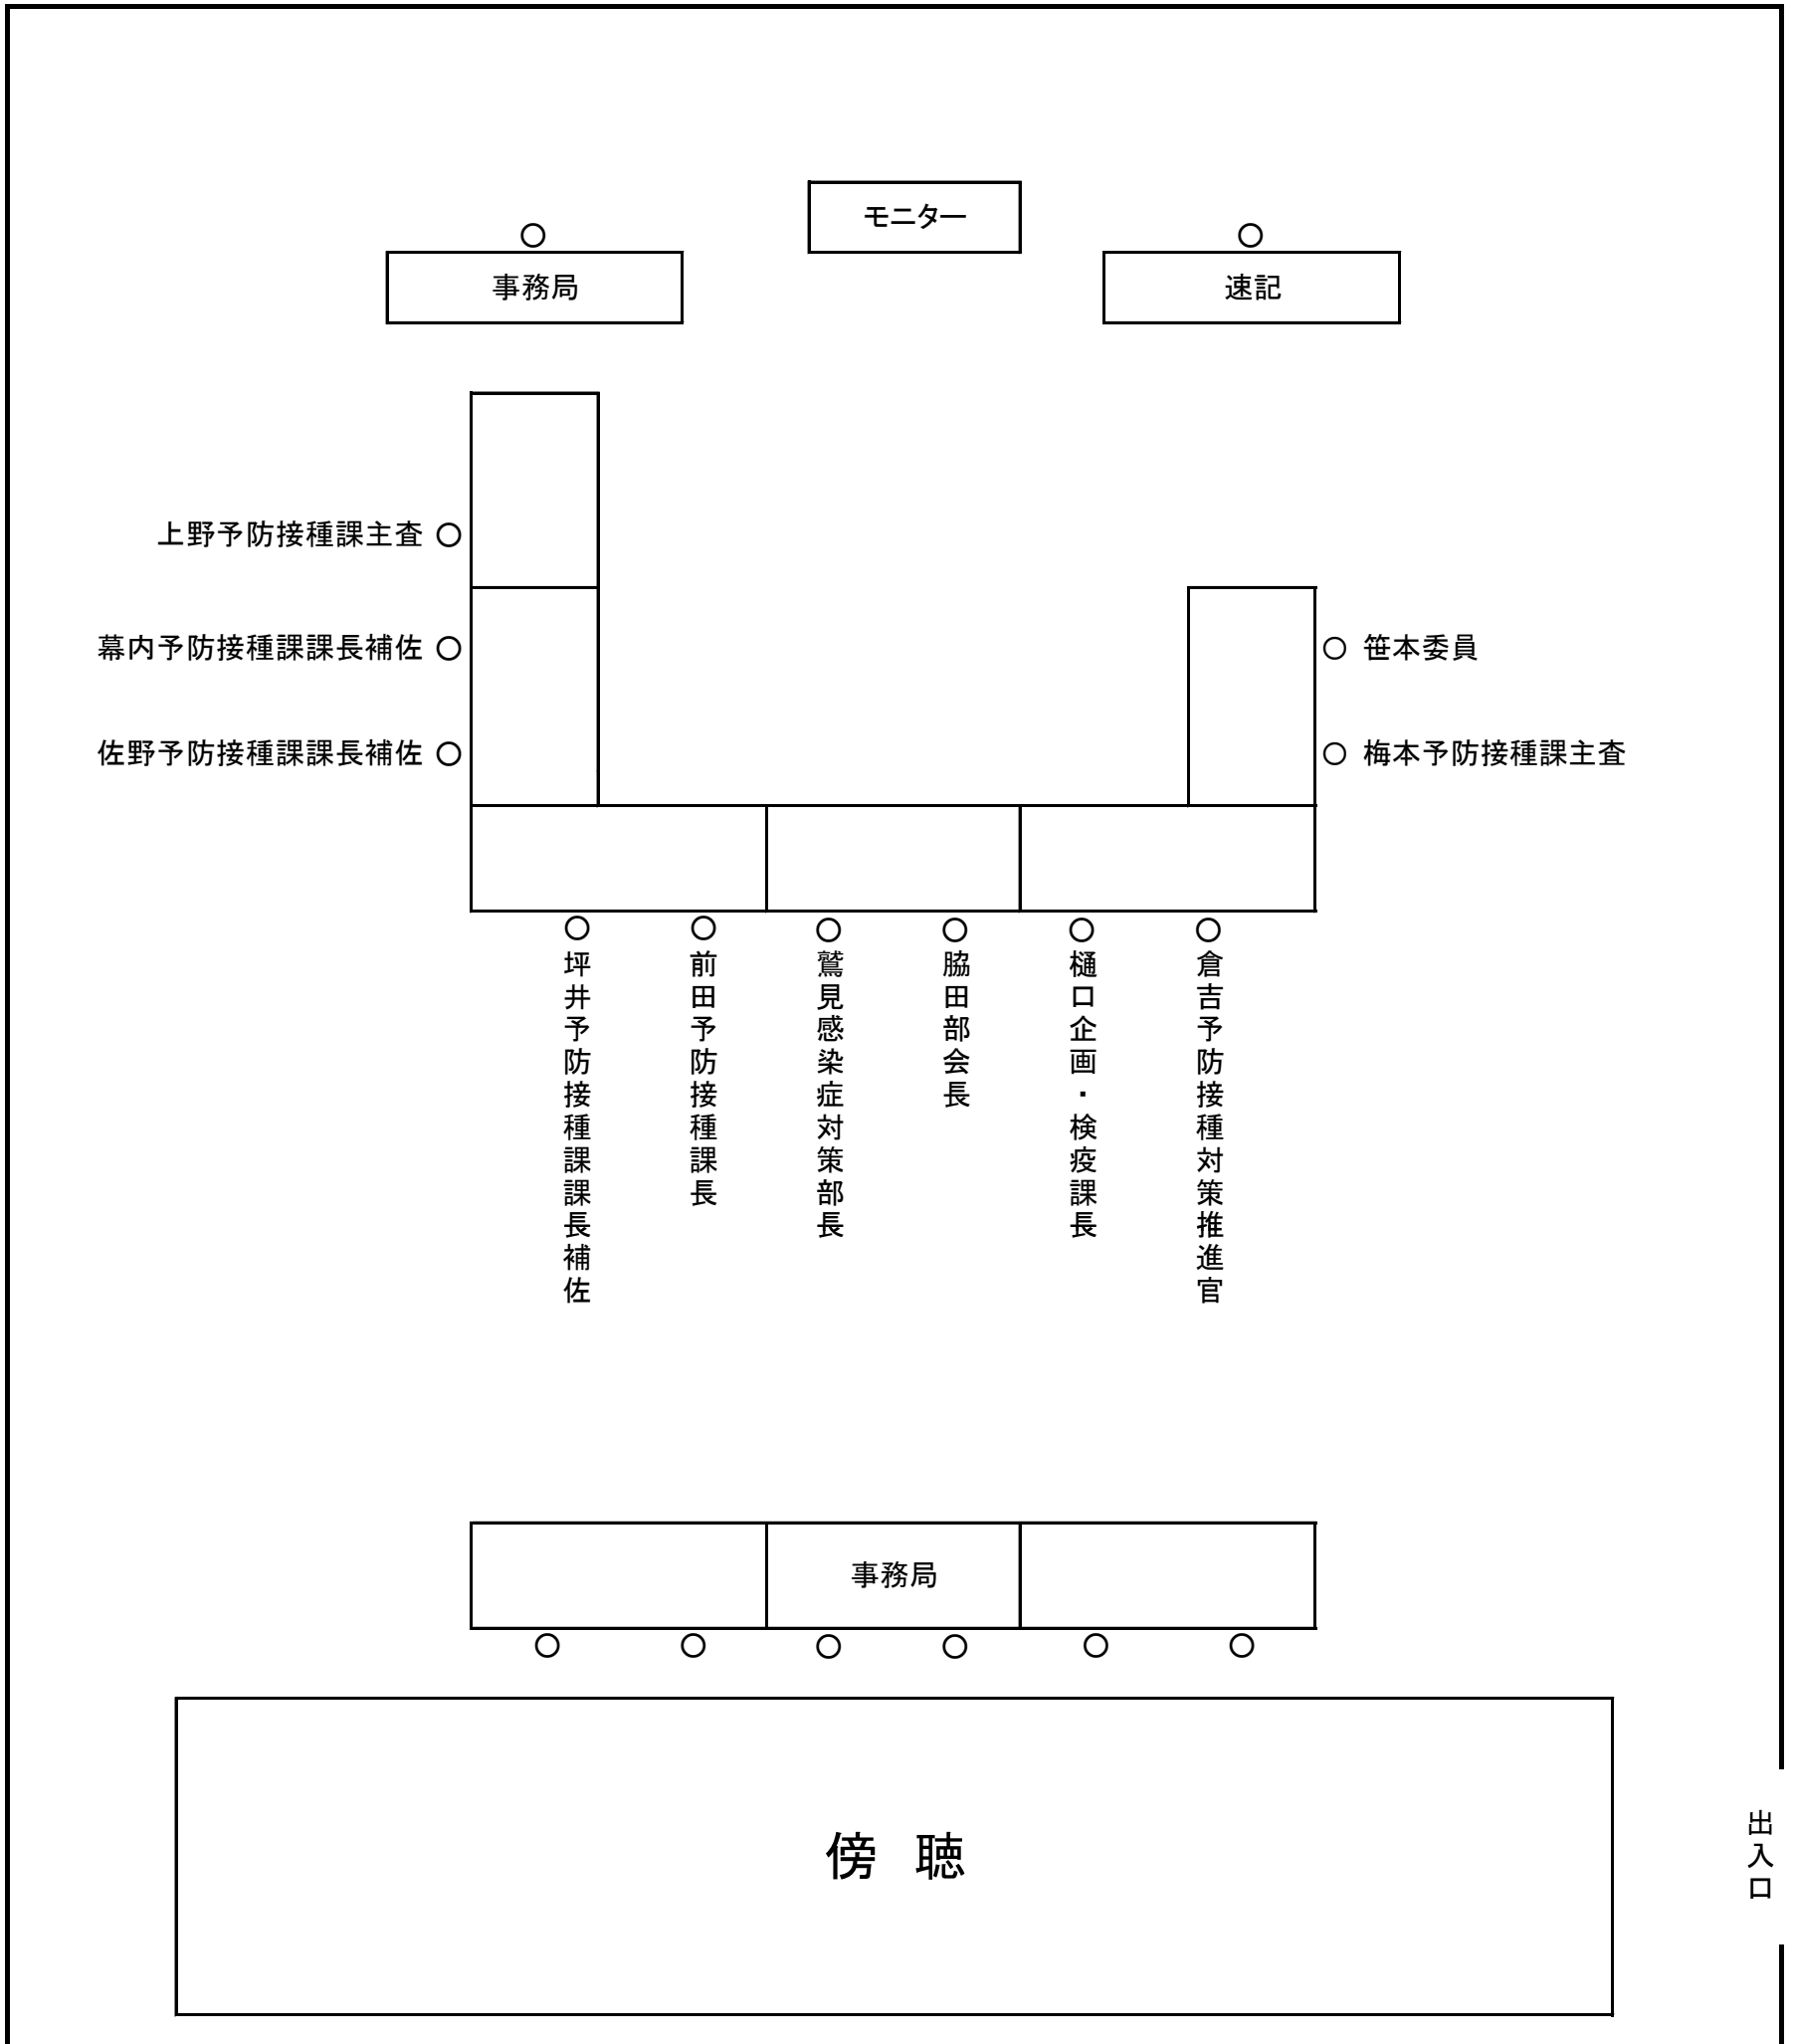 モニター
○
○
事務局
速記
上野予防接種課主査 ○
幕内予防接種課課長補佐 ○
○ 笹本委員
佐野予防接種課課長補佐 ○
○ 梅本予防接種課主査
○坪井予防接種課課長補佐
○前田予防接種課長
○鷲見感染症対策部長
○脇田部会長
○樋口企画・検疫課長
○倉吉予防接種対策推進官
事務局
○ ○ ○ ○ ○ ○
傍 聴
出入口